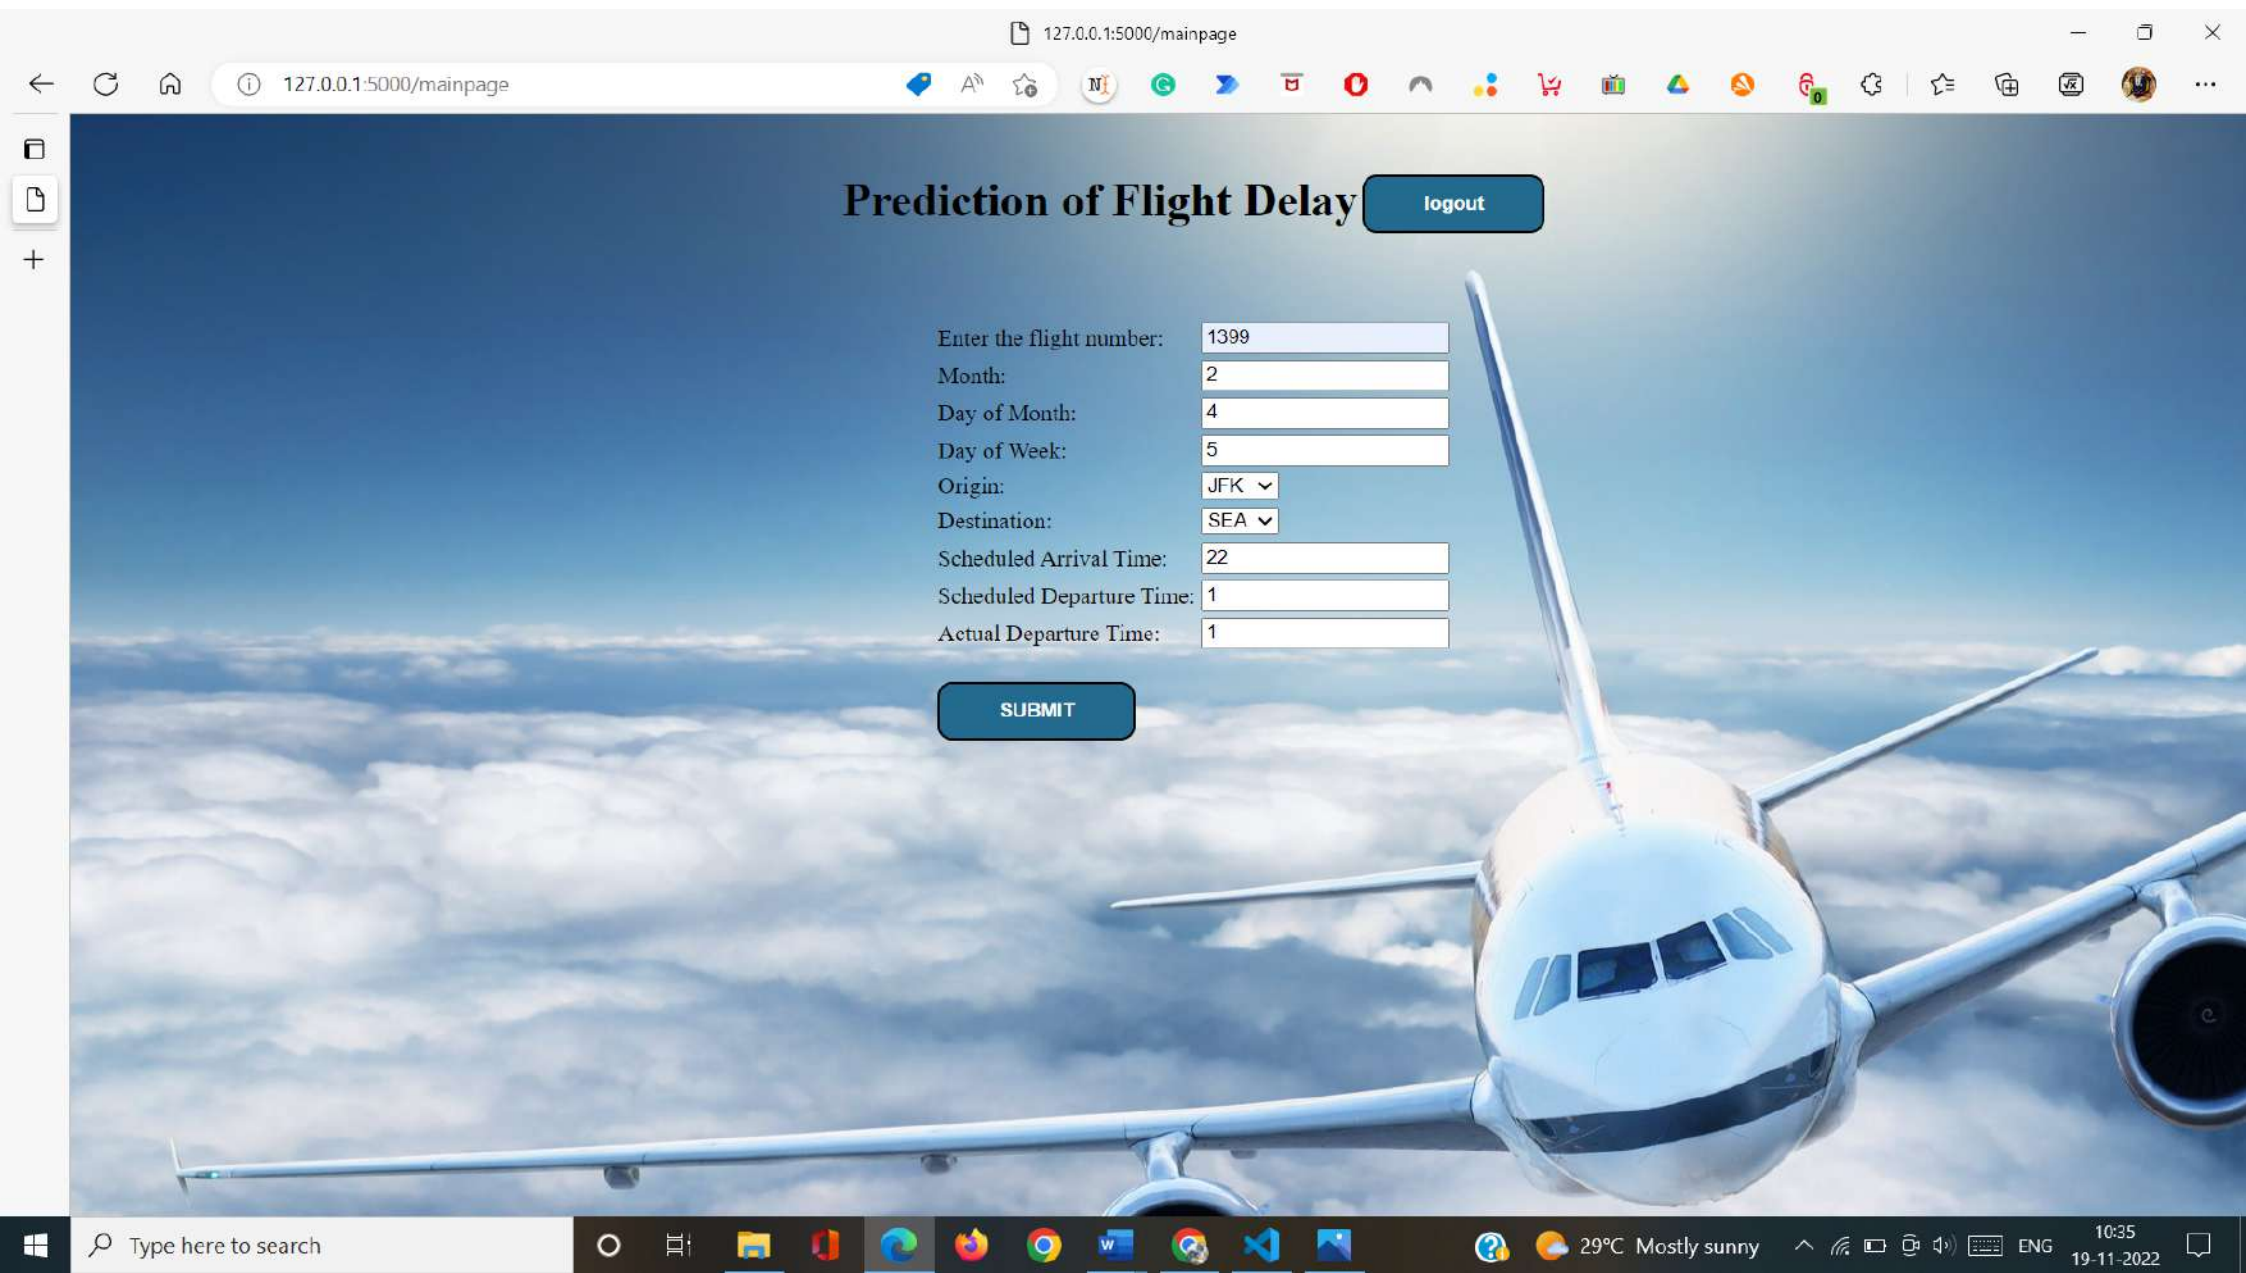 127.0.0.1:5000/mainpage
127.0.0.1:5000/mainpage
0
Prediction of Flight Delay logout
Enter the flight number: 1399
Month: 2
Day of Month: 4
Day of Week: 5
Origin: JFK
Destination: SEA
Scheduled Arrival Time: 22
Scheduled Departure Time: 1
Actual Departure Time: 1
SUBMIT
Type here to search
29°C Mostly sunny
ENG
10:35
19-11-2022